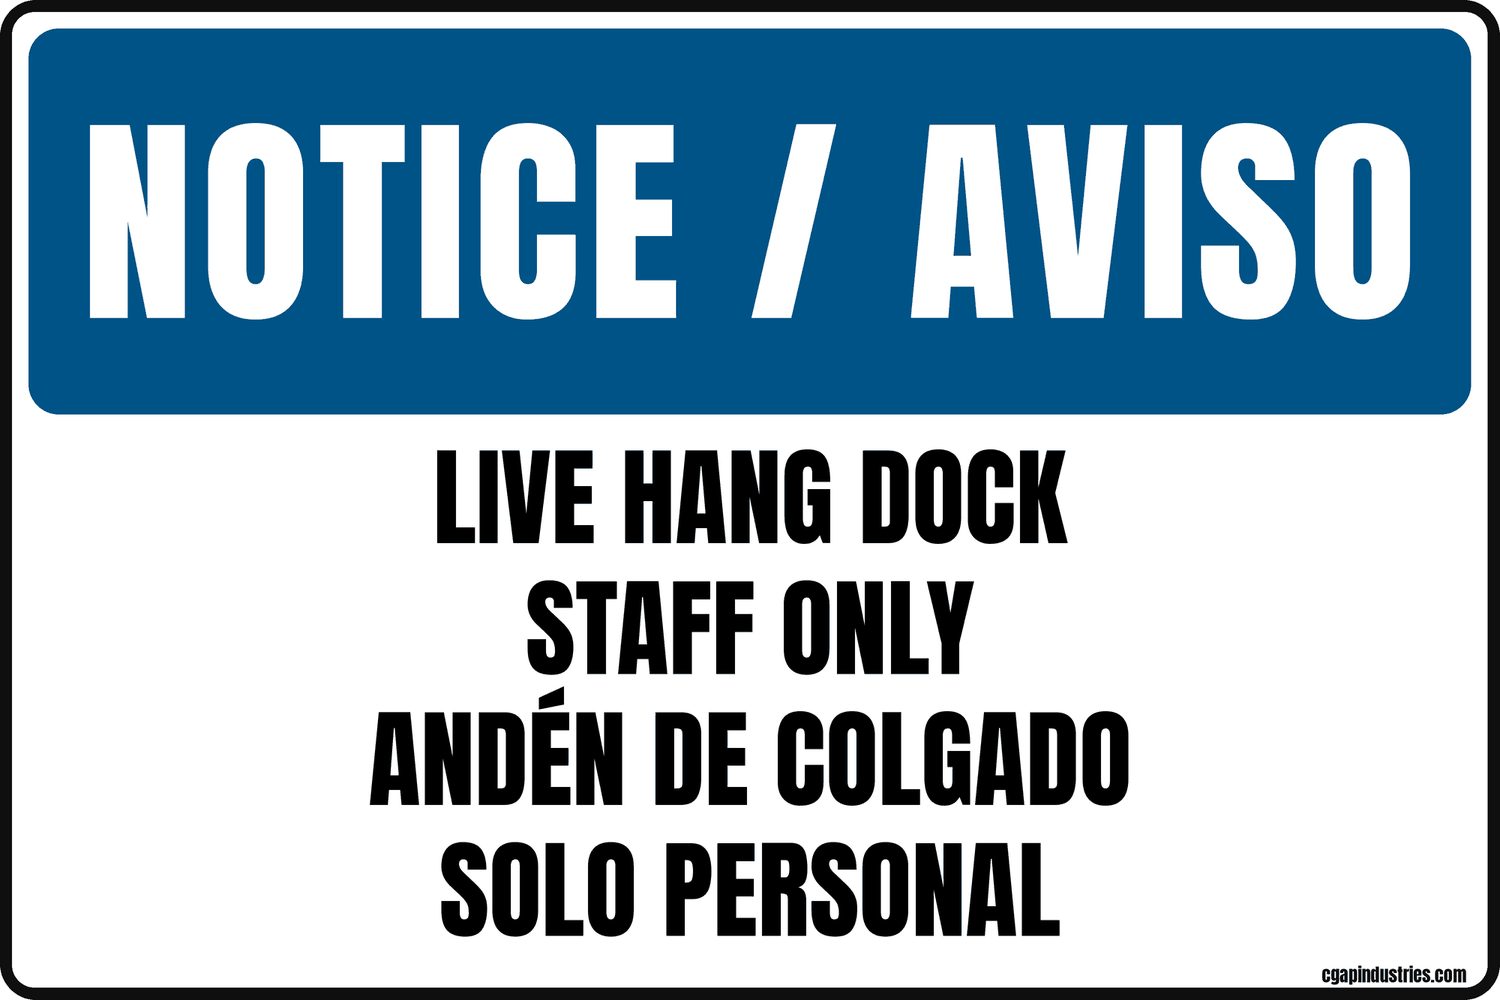 NOTICE / AVISO
LIVE HANG DOCK
STAFF ONLY
ANDÉN DE COLGADO
SOLO PERSONAL
cgapindustries.com